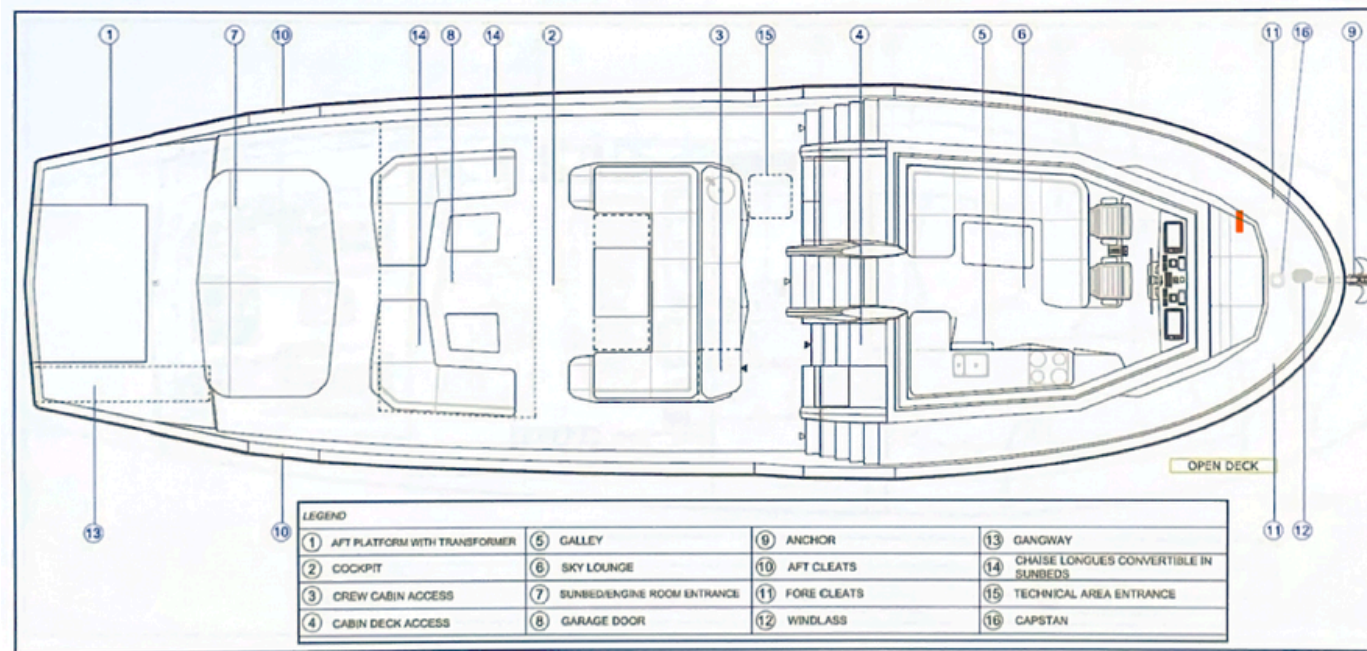 1 7 10 14 8 14 2 3 15 4 5 6 11 16 9
OPEN DECK
13 10 11 12
LEGEND
1 AFT PLATFORM WITH TRANSFORMER 5 GALLEY 9 ANCHOR 13 GANGWAY
2 COCKPIT 6 SKY LOUNGE 10 AFT CLEATS 14 CHAISE LONGUES CONVERTIBLE IN SUNBEDS
3 CREW CABIN ACCESS 7 SUNBED/ENGINE ROOM ENTRANCE 11 FORE CLEATS 15 TECHNICAL AREA ENTRANCE
4 CABIN DECK ACCESS 8 GARAGE DOOR 12 WINDLASS 16 CAPSTAN